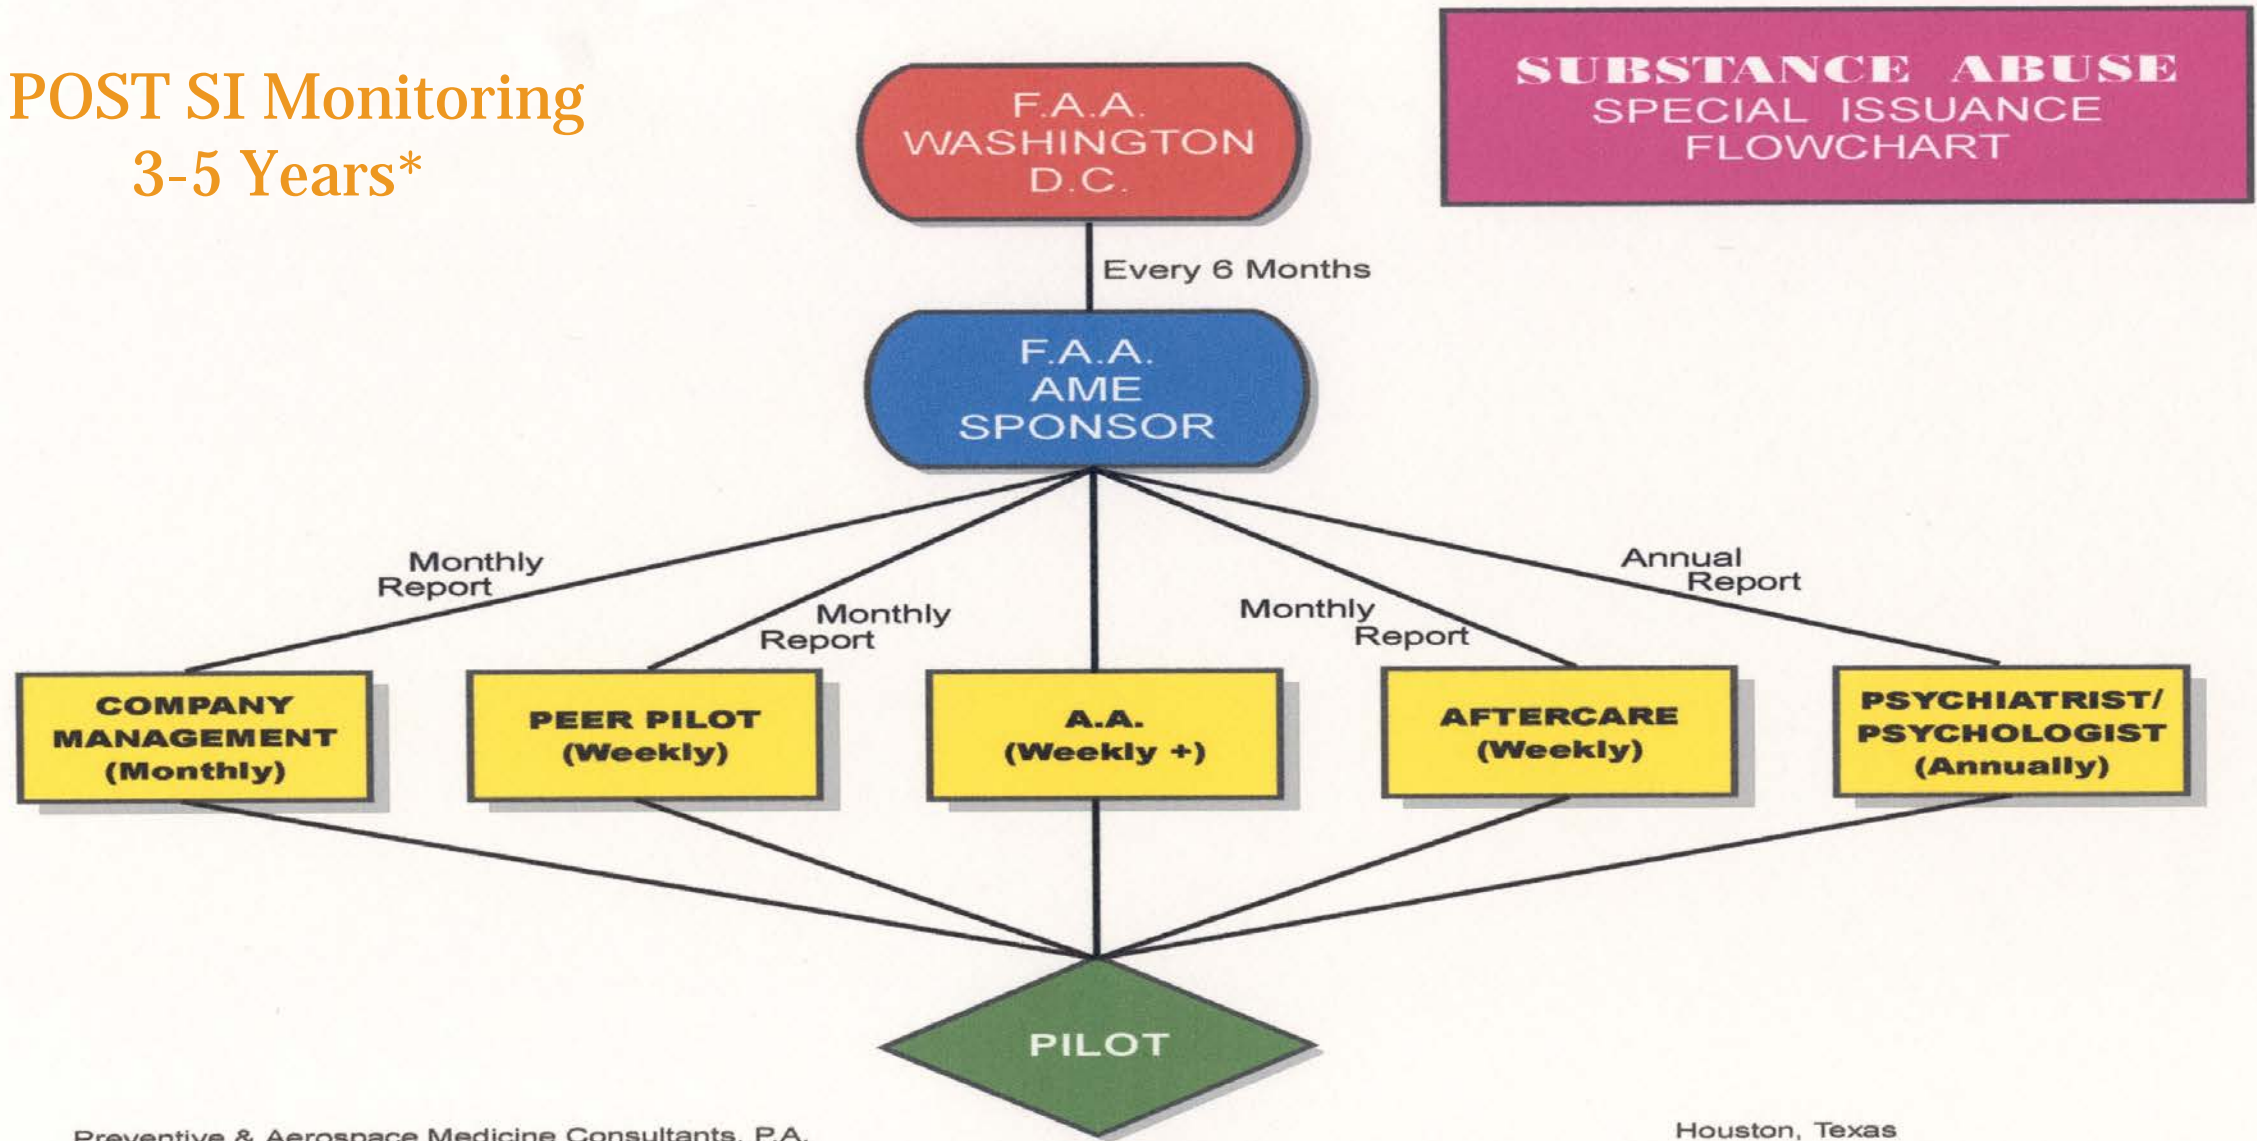 POST SI Monitoring
3-5 Years*
SUBSTANCE ABUSE
SPECIAL ISSUANCE
FLOWCHART
F.A.A.
WASHINGTON
D.C.
Every 6 Months
F.A.A.
AME
SPONSOR
Monthly
Report
Monthly
Report
Monthly
Report
Annual
Report
COMPANY
MANAGEMENT
(Monthly)
PEER PILOT
(Weekly)
A.A.
(Weekly +)
AFTERCARE
(Weekly)
PSYCHIATRIST/
PSYCHOLOGIST
(Annually)
PILOT
Preventive & Aerospace Medicine Consultants, P.A.
Houston, Texas